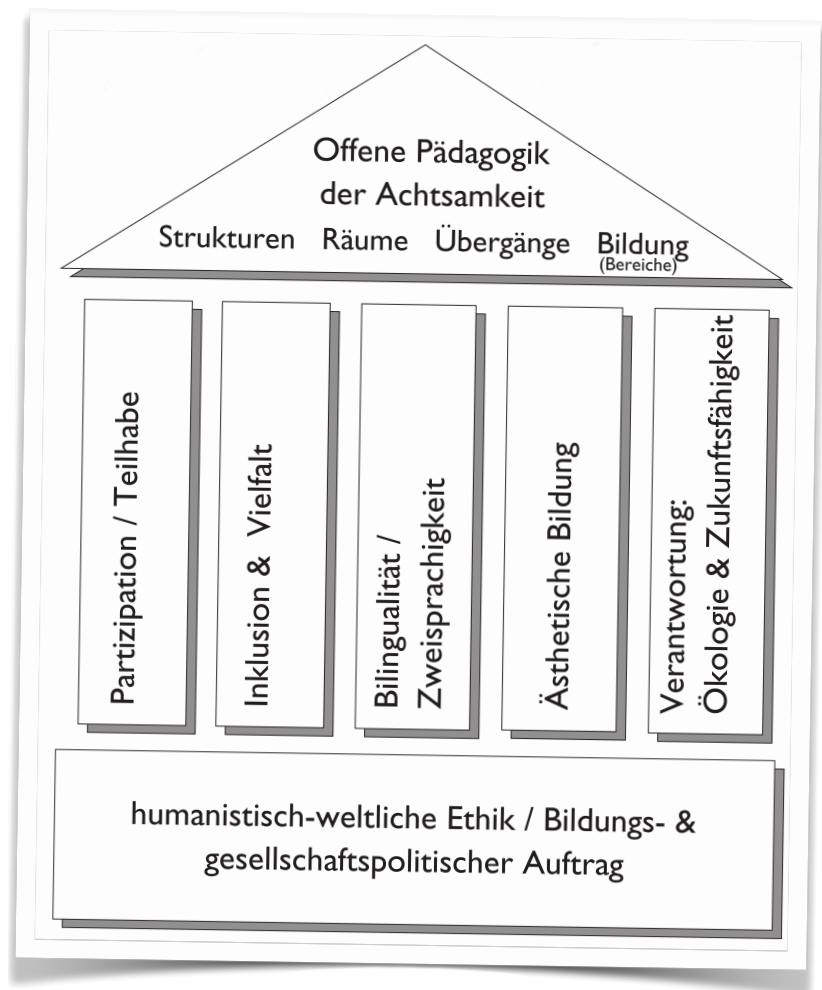 Offene Pädagogik
der Achtsamkeit
Strukturen Räume Übergänge Bildung
(Bereiche)
Partizipation / Teilhabe
Inklusion & Vielfalt
Bilingualität /
Zweisprachigkeit
Ästhetische Bildung
Verantwortung:
Ökologie & Zukunftsfähigkeit
humanistisch-weltliche Ethik / Bildungs- &
gesellschaftspolitischer Auftrag